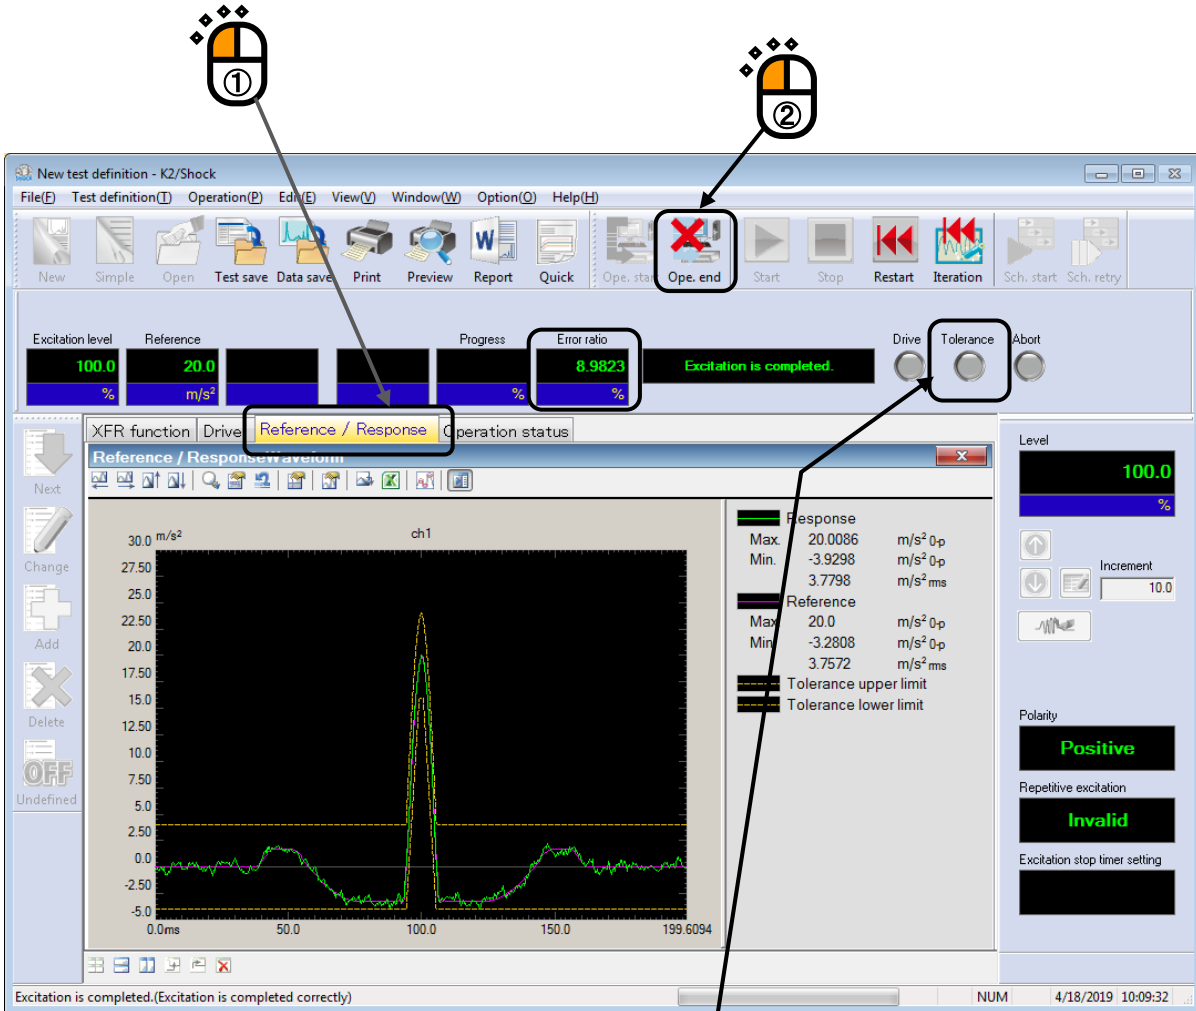 ①
②
New test definition - K2/Shock
File(F) Test definition(T) Operation(P) Edit(E) View(V) Window(W) Option(O) Help(H)
New Simple Open Test save Data save Print Preview Report Quick Ope. start Ope. end Start Stop Restart Iteration Sch. start Sch. retry
Excitation level Reference Progress Error ratio Drive Tolerance Abort
100.0 20.0 8.9823 Excitation is completed.
% m/s² % %
XFR function Drive Reference / Response Operation status
Reference / ResponseWaveform
Next
Change
Add
Delete
OFF
Undefined
ch1
30.0 m/s²
27.50
25.0
22.50
20.0
17.50
15.0
12.50
10.0
7.50
5.0
2.50
0.0
-2.50
-5.0
0.0ms 50.0 100.0 150.0 199.6094
Response
Max. 20.0086 m/s² 0-p
Min. -3.9298 m/s² 0-p
3.7798 m/s² rms
Reference
Max 20.0 m/s² 0-p
Min -3.2808 m/s² 0-p
3.7572 m/s² rms
Tolerance upper limit
Tolerance lower limit
Level
100.0
%
Increment
10.0
Polarity
Positive
Repetitive excitation
Invalid
Excitation stop timer setting
Excitation is completed.(Excitation is completed correctly) NUM 4/18/2019 10:09:32